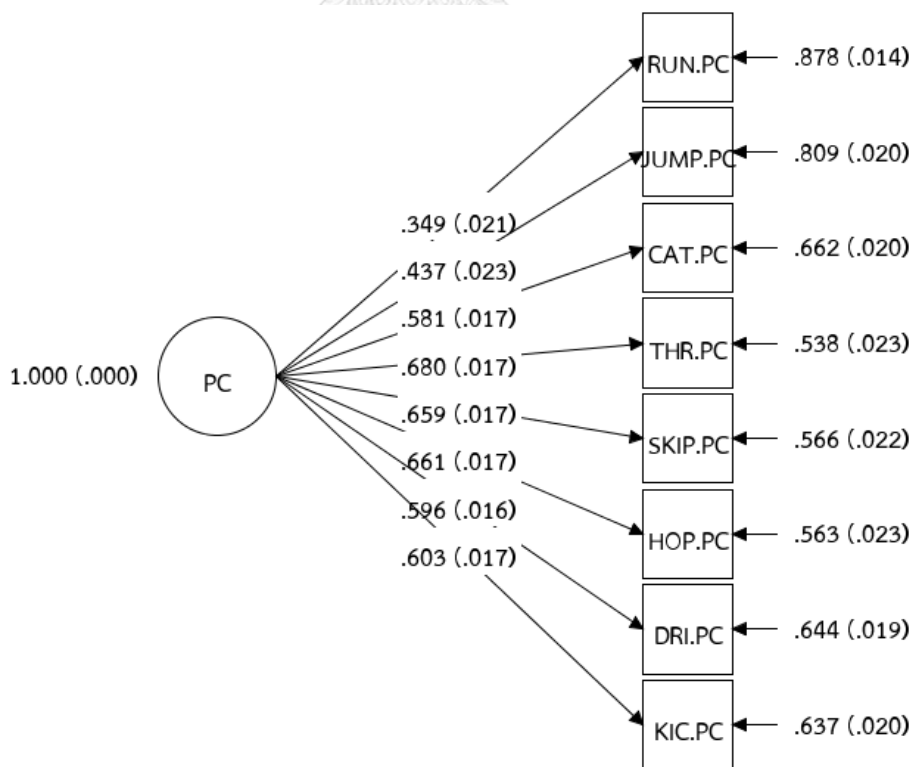 RUN.PC .878 (.014)
JUMP.PC .809 (.020)
.349 (.021)
CAT.PC .662 (.020)
.437 (.023)
.581 (.017)
THR.PC .538 (.023)
.680 (.017)
1.000 (.000) PC
.659 (.017)
SKIP.PC .566 (.022)
.661 (.017)
.596 (.016)
HOP.PC .563 (.023)
.603 (.017)
DRI.PC .644 (.019)
KIC.PC .637 (.020)